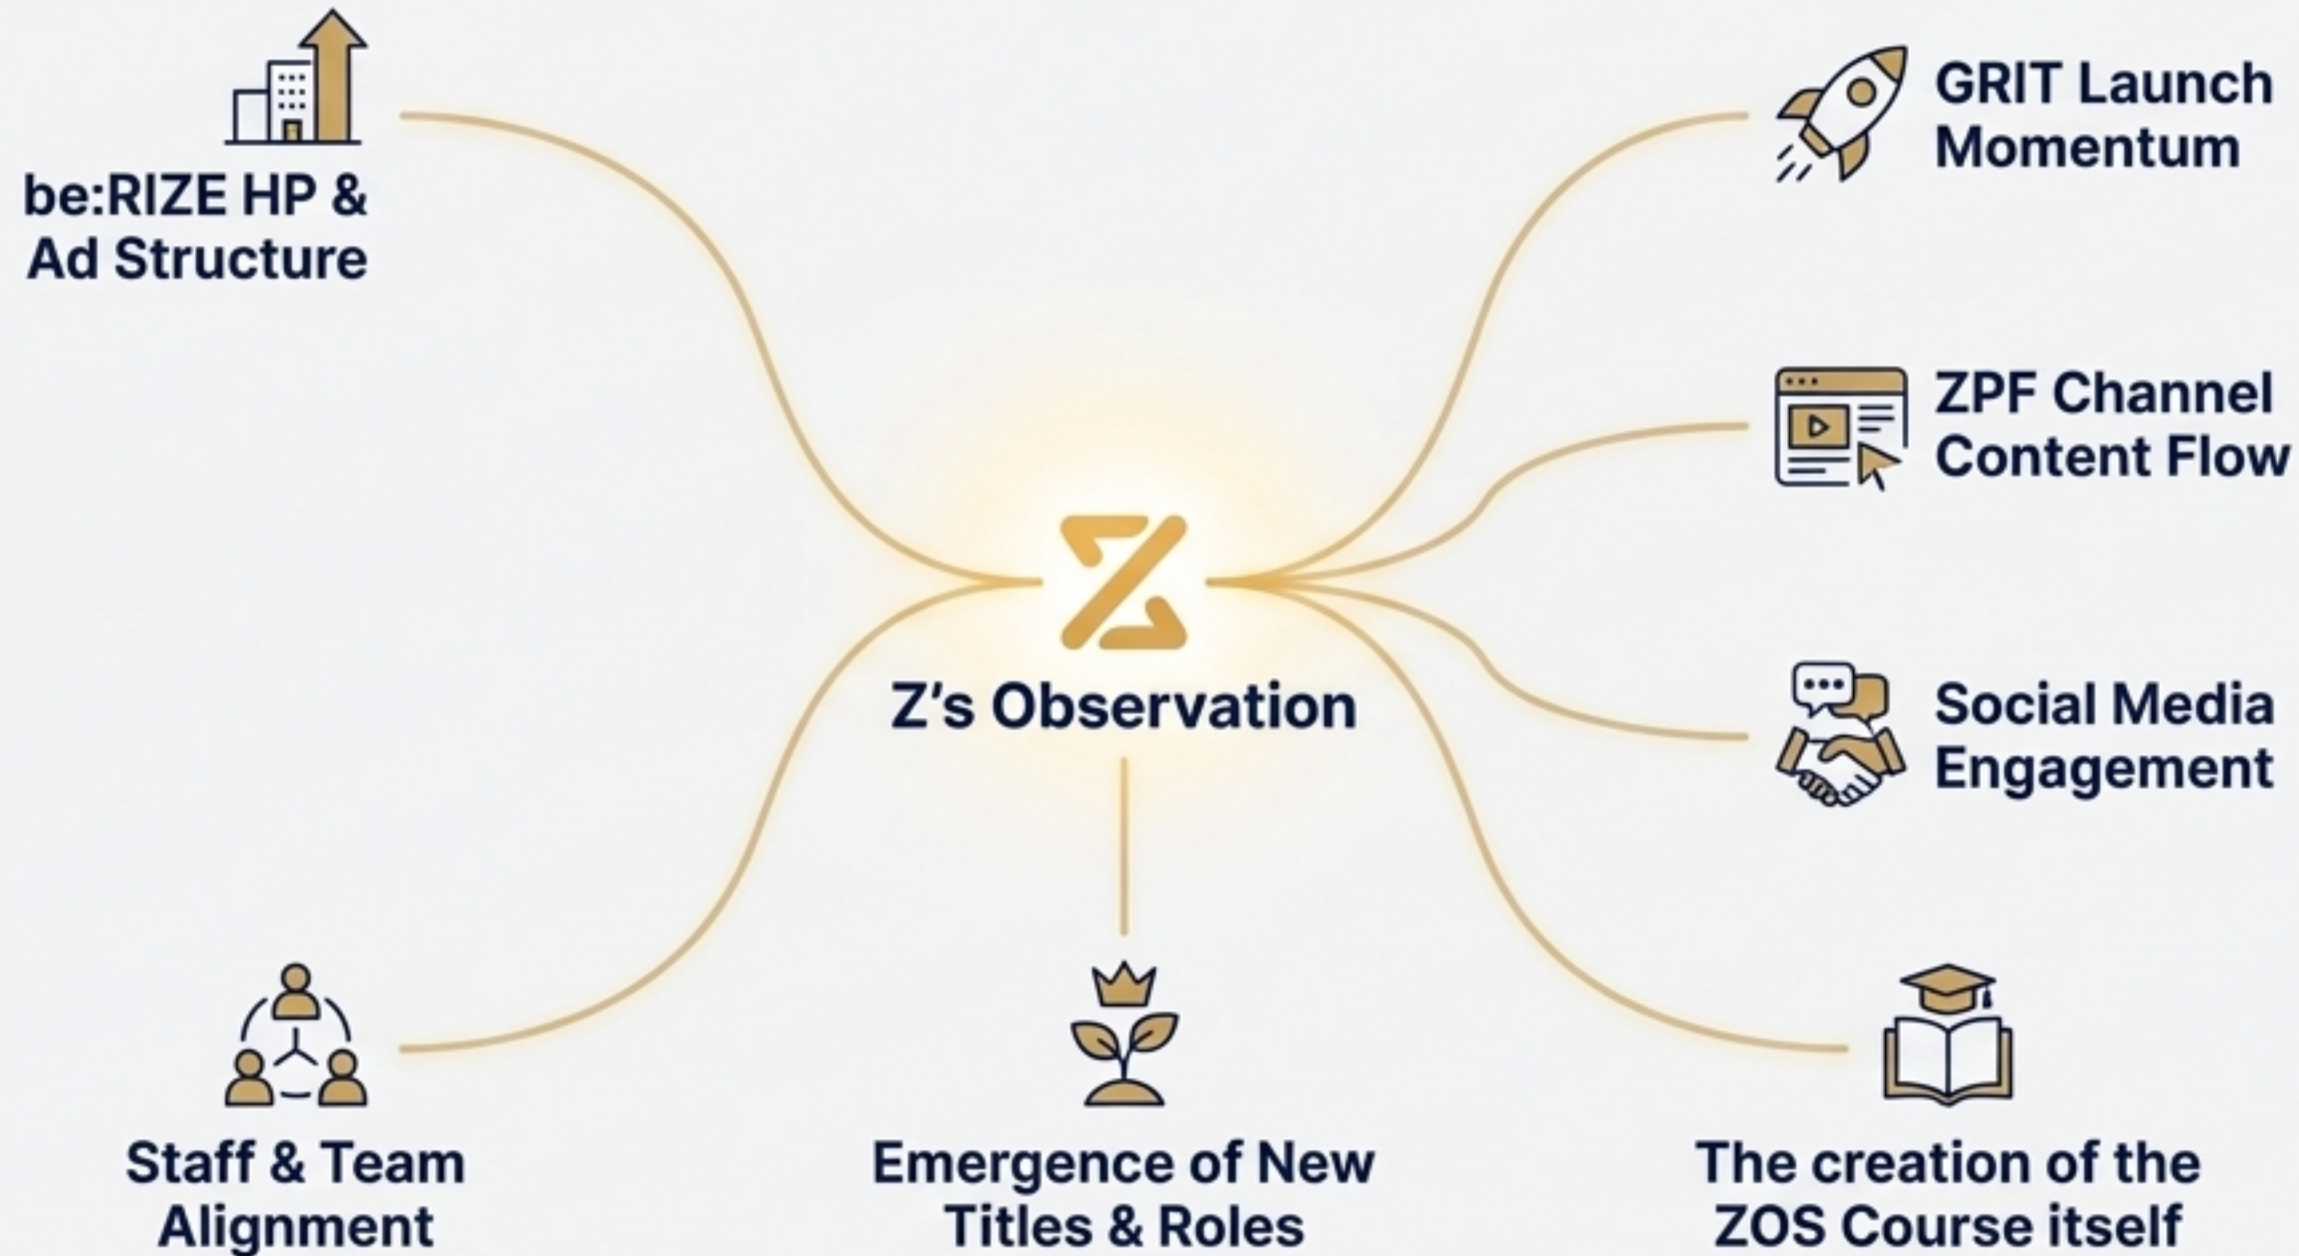 be:RIZE HP &
Ad Structure
GRIT Launch
Momentum
ZPF Channel
Content Flow
Z’s Observation
Social Media
Engagement
Staff & Team
Alignment
Emergence of New
Titles & Roles
The creation of the
ZOS Course itself